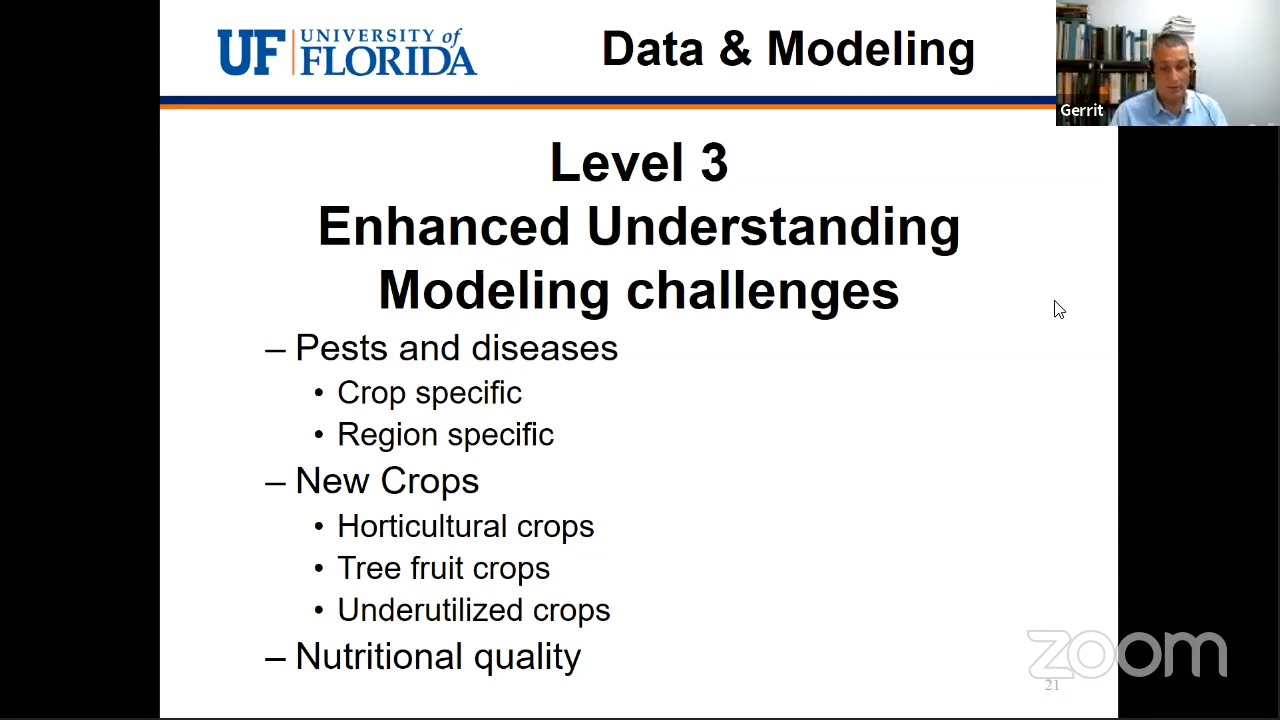 UF UNIVERSITY of
FLORIDA
Data & Modeling
Gerrit
Level 3
Enhanced Understanding
Modeling challenges
– Pests and diseases
• Crop specific
• Region specific
– New Crops
• Horticultural crops
• Tree fruit crops
• Underutilized crops
– Nutritional quality
zoom
21